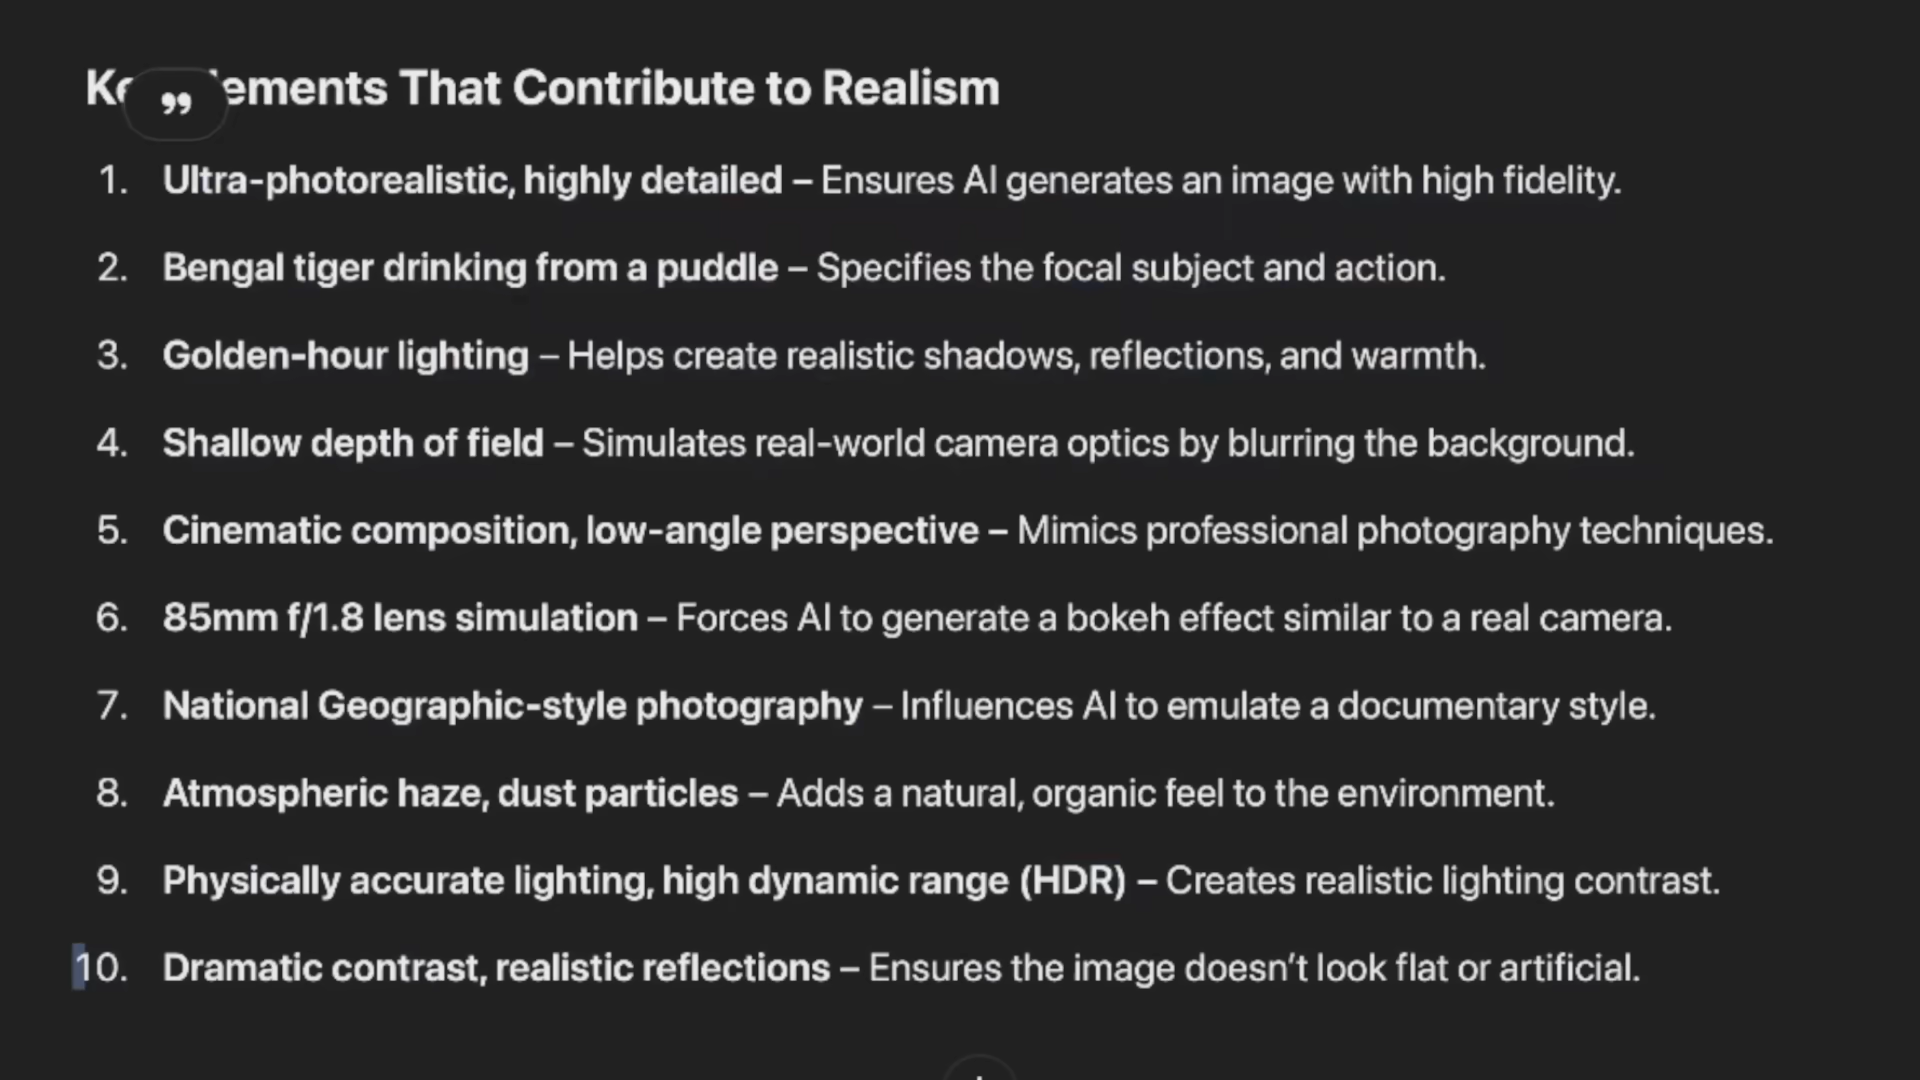 Ke ements That Contribute to Realism
1. Ultra-photorealistic, highly detailed – Ensures AI generates an image with high fidelity.
2. Bengal tiger drinking from a puddle – Specifies the focal subject and action.
3. Golden-hour lighting – Helps create realistic shadows, reflections, and warmth.
4. Shallow depth of field – Simulates real-world camera optics by blurring the background.
5. Cinematic composition, low-angle perspective – Mimics professional photography techniques.
6. 85mm f/1.8 lens simulation – Forces AI to generate a bokeh effect similar to a real camera.
7. National Geographic-style photography – Influences AI to emulate a documentary style.
8. Atmospheric haze, dust particles – Adds a natural, organic feel to the environment.
9. Physically accurate lighting, high dynamic range (HDR) – Creates realistic lighting contrast.
10. Dramatic contrast, realistic reflections – Ensures the image doesn’t look flat or artificial.